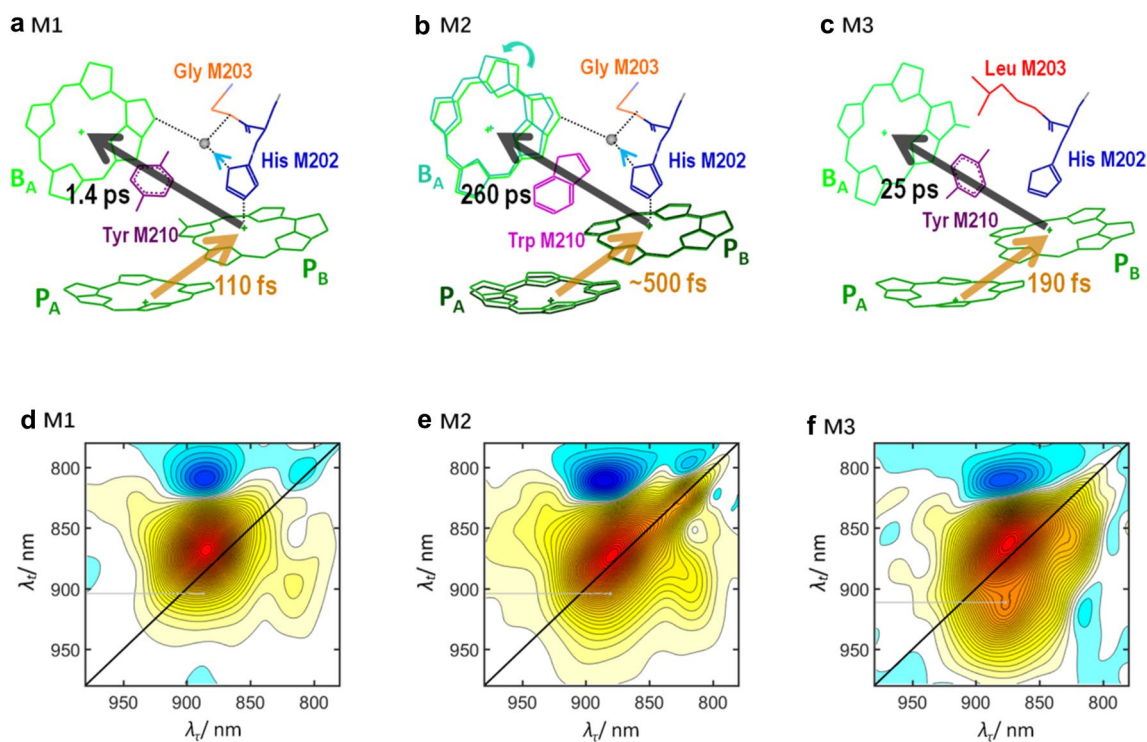 a M1
Gly M203
His M202
B_A
1.4 ps
Tyr M210
P_B
P_A
110 fs
b M2
Gly M203
His M202
B_A
260 ps
Trp M210
P_B
P_A
~500 fs
c M3
Leu M203
His M202
B_A
25 ps
Tyr M210
P_B
P_A
190 fs
d M1
800
850
900
950
λ_t/ nm
950 900 850 800
λ_τ/ nm
e M2
800
850
900
950
λ_t/ nm
950 900 850 800
λ_τ/ nm
f M3
800
850
900
950
λ_t/ nm
950 900 850 800
λ_τ/ nm